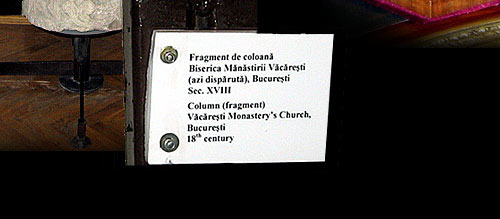 Fragment de coloană
Biserica Mănăstirii Văcărești
(azi dispărută), București
Sec. XVIII
Column (fragment)
Văcărești Monastery's Church,
București
18th century